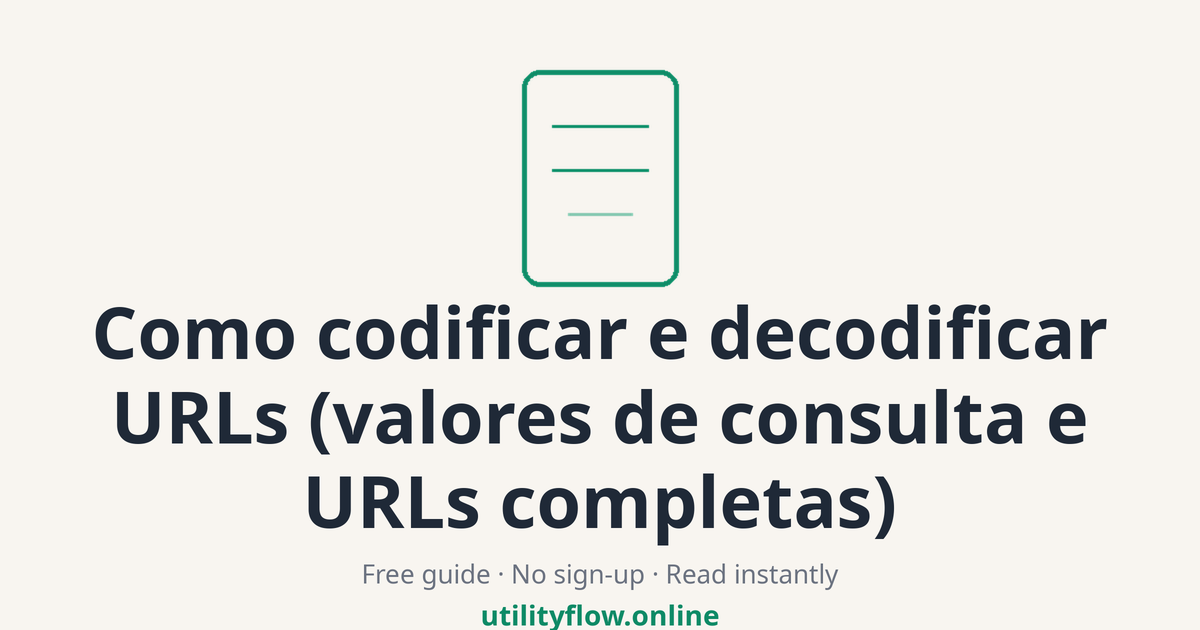 Como codificar e decodificar
URLs (valores de consulta e
URLs completas)
Free guide · No sign-up · Read instantly
utilityflow.online